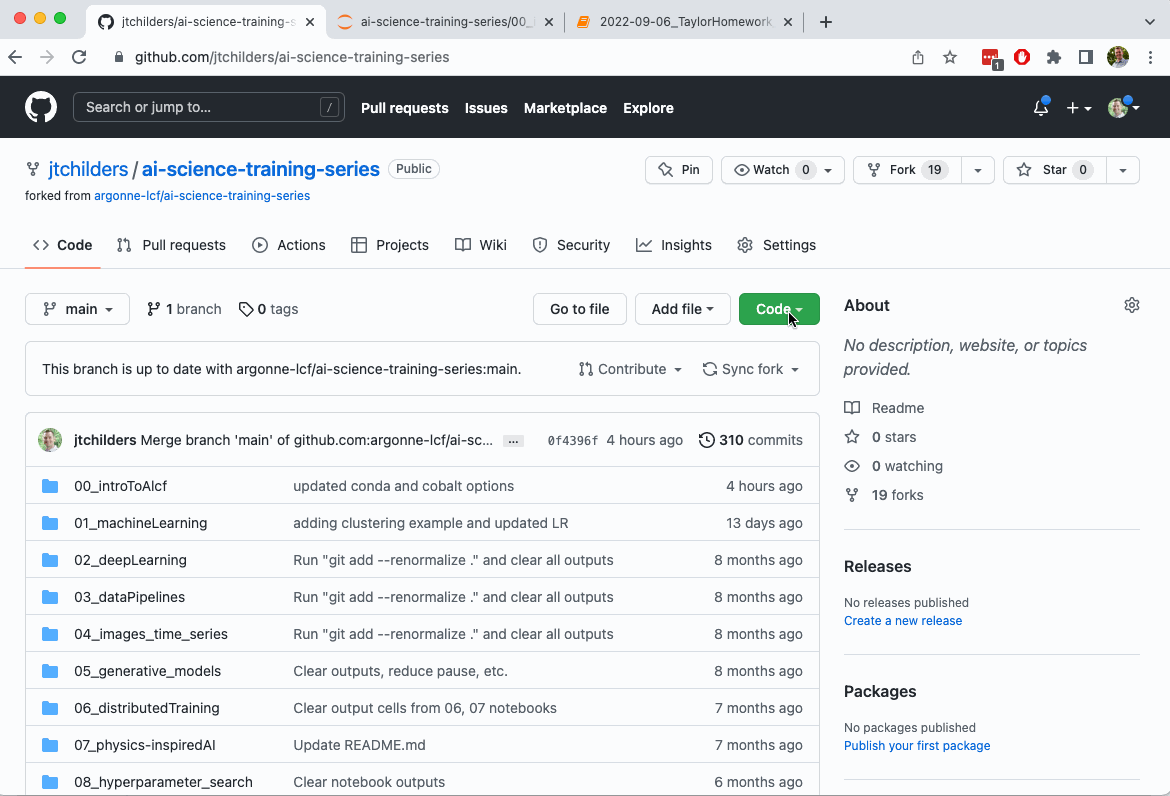 jtchilders/ai-science-training-s
ai-science-training-series/00_
2022-09-06_TaylorHomework
github.com/jtchilders/ai-science-training-series
1
Search or jump to... / Pull requests Issues Marketplace Explore
jtchilders / ai-science-training-series Public
Pin Watch 0 Fork 19 Star 0
forked from argonne-lcf/ai-science-training-series
Code Pull requests Actions Projects Wiki Security Insights Settings
main 1 branch 0 tags Go to file Add file Code
This branch is up to date with argonne-lcf/ai-science-training-series:main. Contribute Sync fork
jtchilders Merge branch 'main' of github.com:argonne-lcf/ai-sc... ... 0f4396f 4 hours ago 310 commits
00_introToAlcf updated conda and cobalt options 4 hours ago
01_machineLearning adding clustering example and updated LR 13 days ago
02_deepLearning Run "git add --renormalize ." and clear all outputs 8 months ago
03_dataPipelines Run "git add --renormalize ." and clear all outputs 8 months ago
04_images_time_series Run "git add --renormalize ." and clear all outputs 8 months ago
05_generative_models Clear outputs, reduce pause, etc. 8 months ago
06_distributedTraining Clear output cells from 06, 07 notebooks 7 months ago
07_physics-inspiredAI Update README.md 7 months ago
08_hyperparameter_search Clear notebook outputs 6 months ago
About
No description, website, or topics
provided.
Readme
0 stars
0 watching
19 forks
Releases
No releases published
Create a new release
Packages
No packages published
Publish your first package